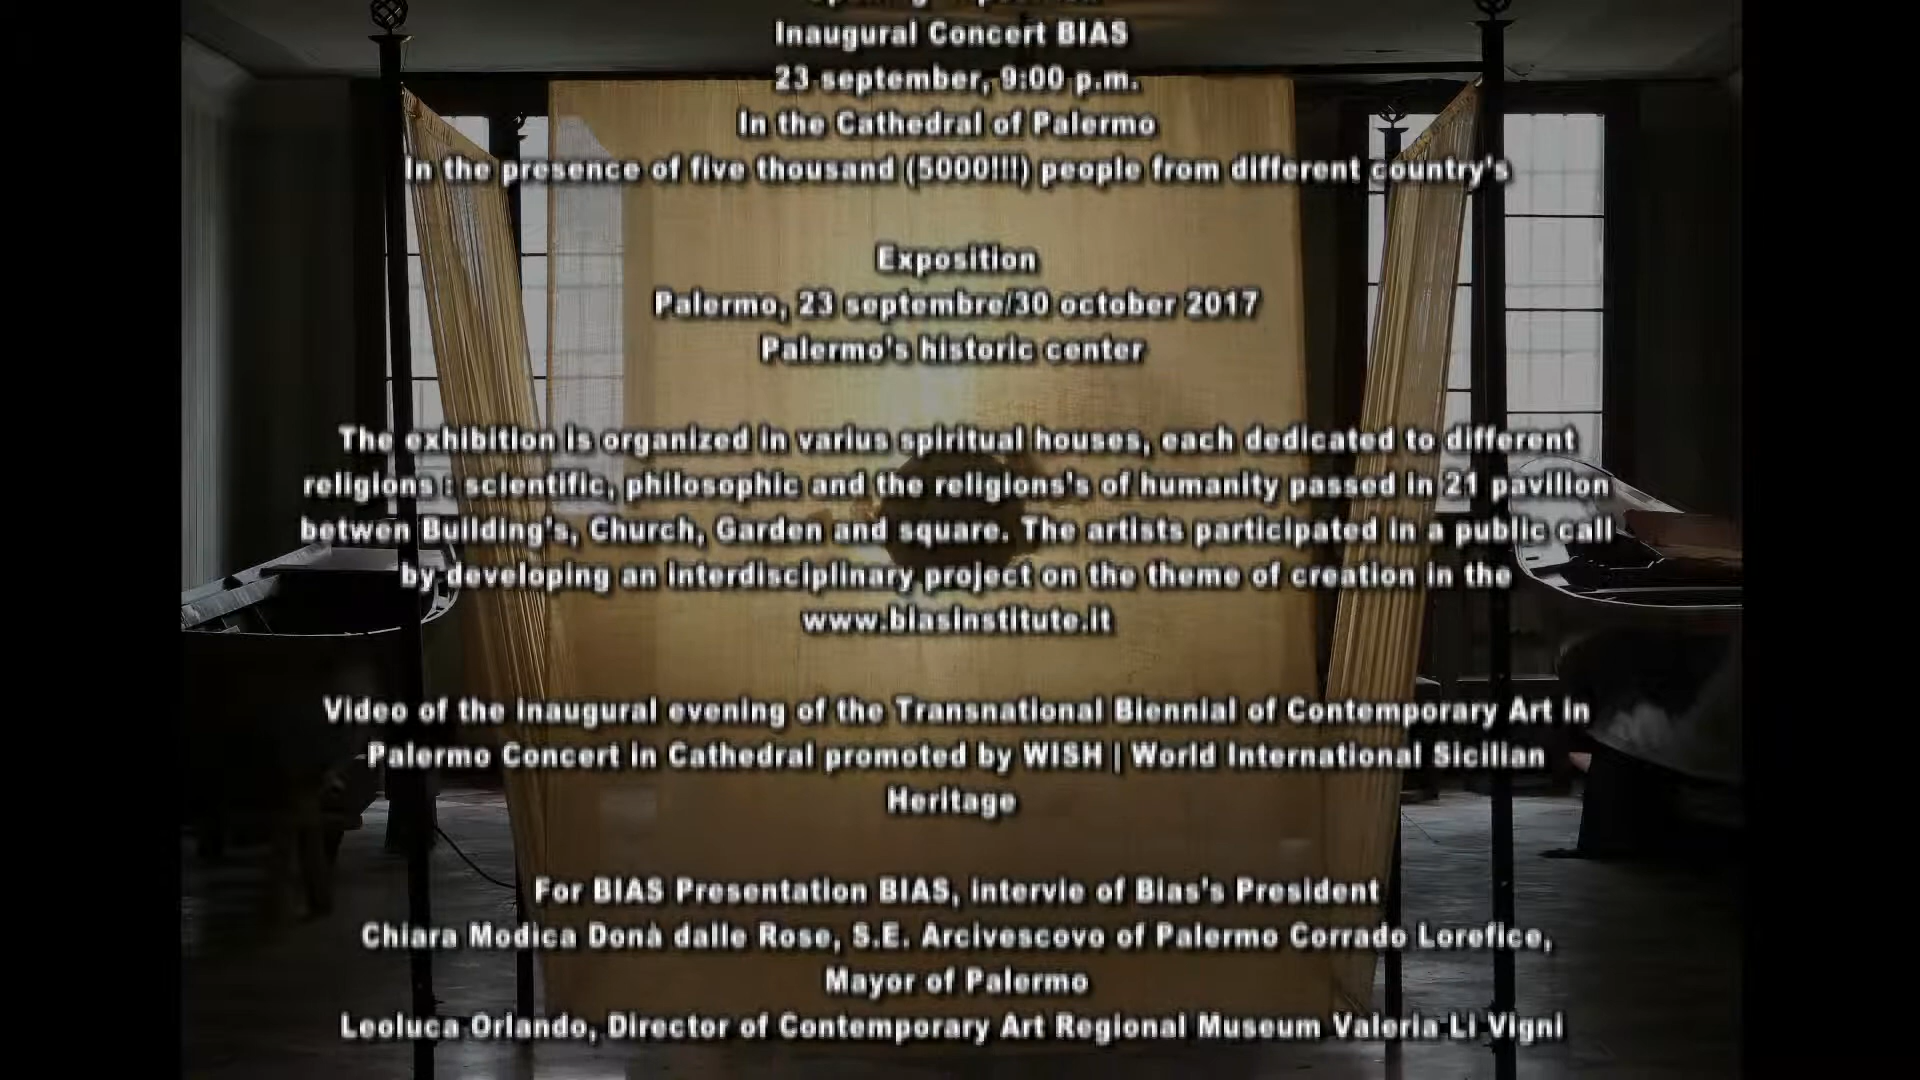 Inaugural Concert BIAS
23 september, 9:00 p.m.
In the Cathedral of Palermo
In the presence of five thousand (5000!!!) people from different country's
Exposition
Palermo, 23 septembre/30 october 2017
Palermo's historic center
The exhibition is organized in varius spiritual houses, each dedicated to different
religions : scientific, philosophic and the religions's of humanity passed in 21 pavilion
betwen Building's, Church, Garden and square. The artists participated in a public call
by developing an interdisciplinary project on the theme of creation in the
www.biasinstitute.it
Video of the inaugural evening of the Transnational Biennial of Contemporary Art in
Palermo Concert in Cathedral promoted by WISH | World International Sicilian
Heritage
For BIAS Presentation BIAS, intervie of Bias's President
Chiara Modica Donà dalle Rose, S.E. Arcivescovo of Palermo Corrado Lorefice,
Mayor of Palermo
Leoluca Orlando, Director of Contemporary Art Regional Museum Valeria Li Vigni